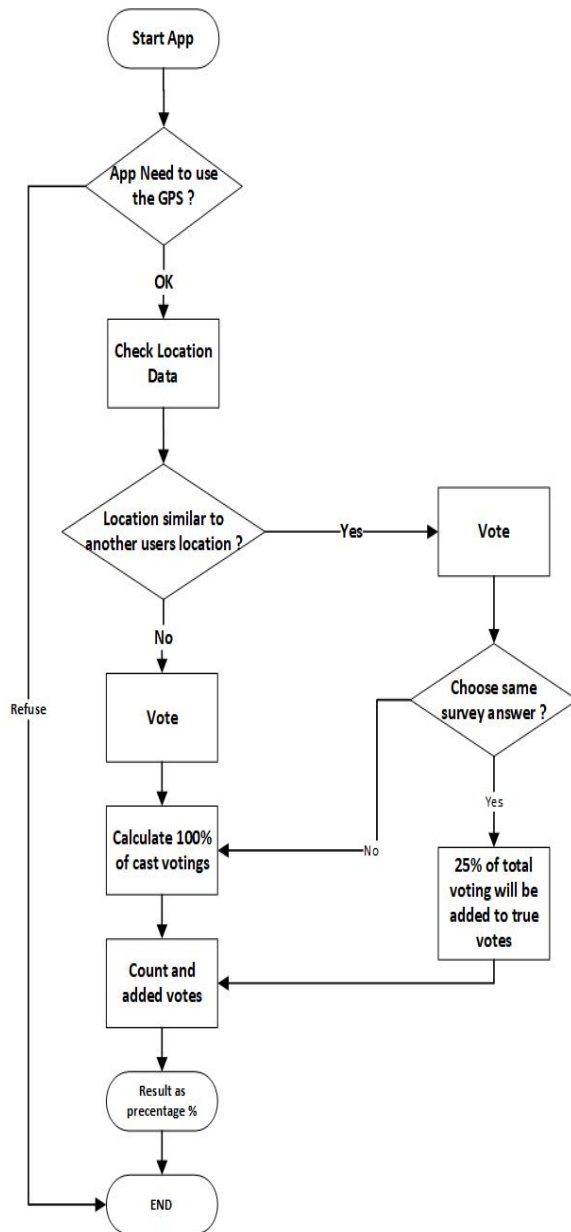 Start App
App Need to use
the GPS ?
OK
Check Location
Data
Location similar to
another users location ?
Yes
Vote
No
Vote
Choose same
survey answer ?
Refuse
Yes
Calculate 100%
of cast votings
No
25% of total
voting will be
added to true
votes
Count and
added votes
Result as
precentage %
END